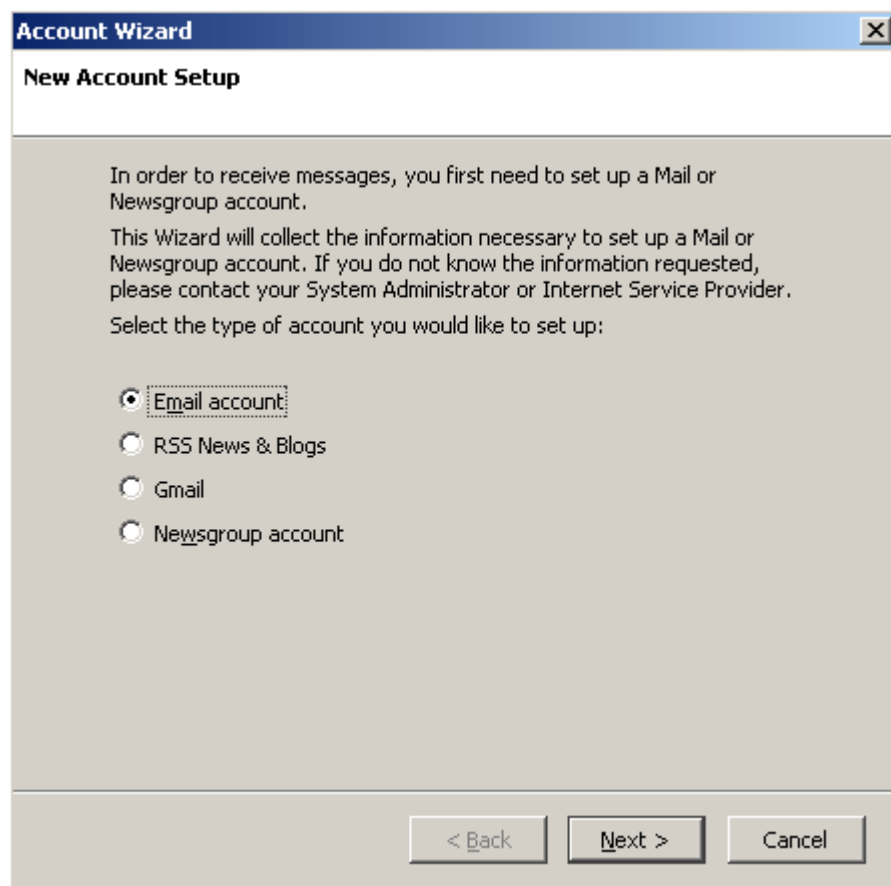 Account Wizard
New Account Setup
In order to receive messages, you first need to set up a Mail or
Newsgroup account.
This Wizard will collect the information necessary to set up a Mail or
Newsgroup account. If you do not know the information requested,
please contact your System Administrator or Internet Service Provider.
Select the type of account you would like to set up:
Email account
RSS News & Blogs
Gmail
Newsgroup account
< Back
Next >
Cancel